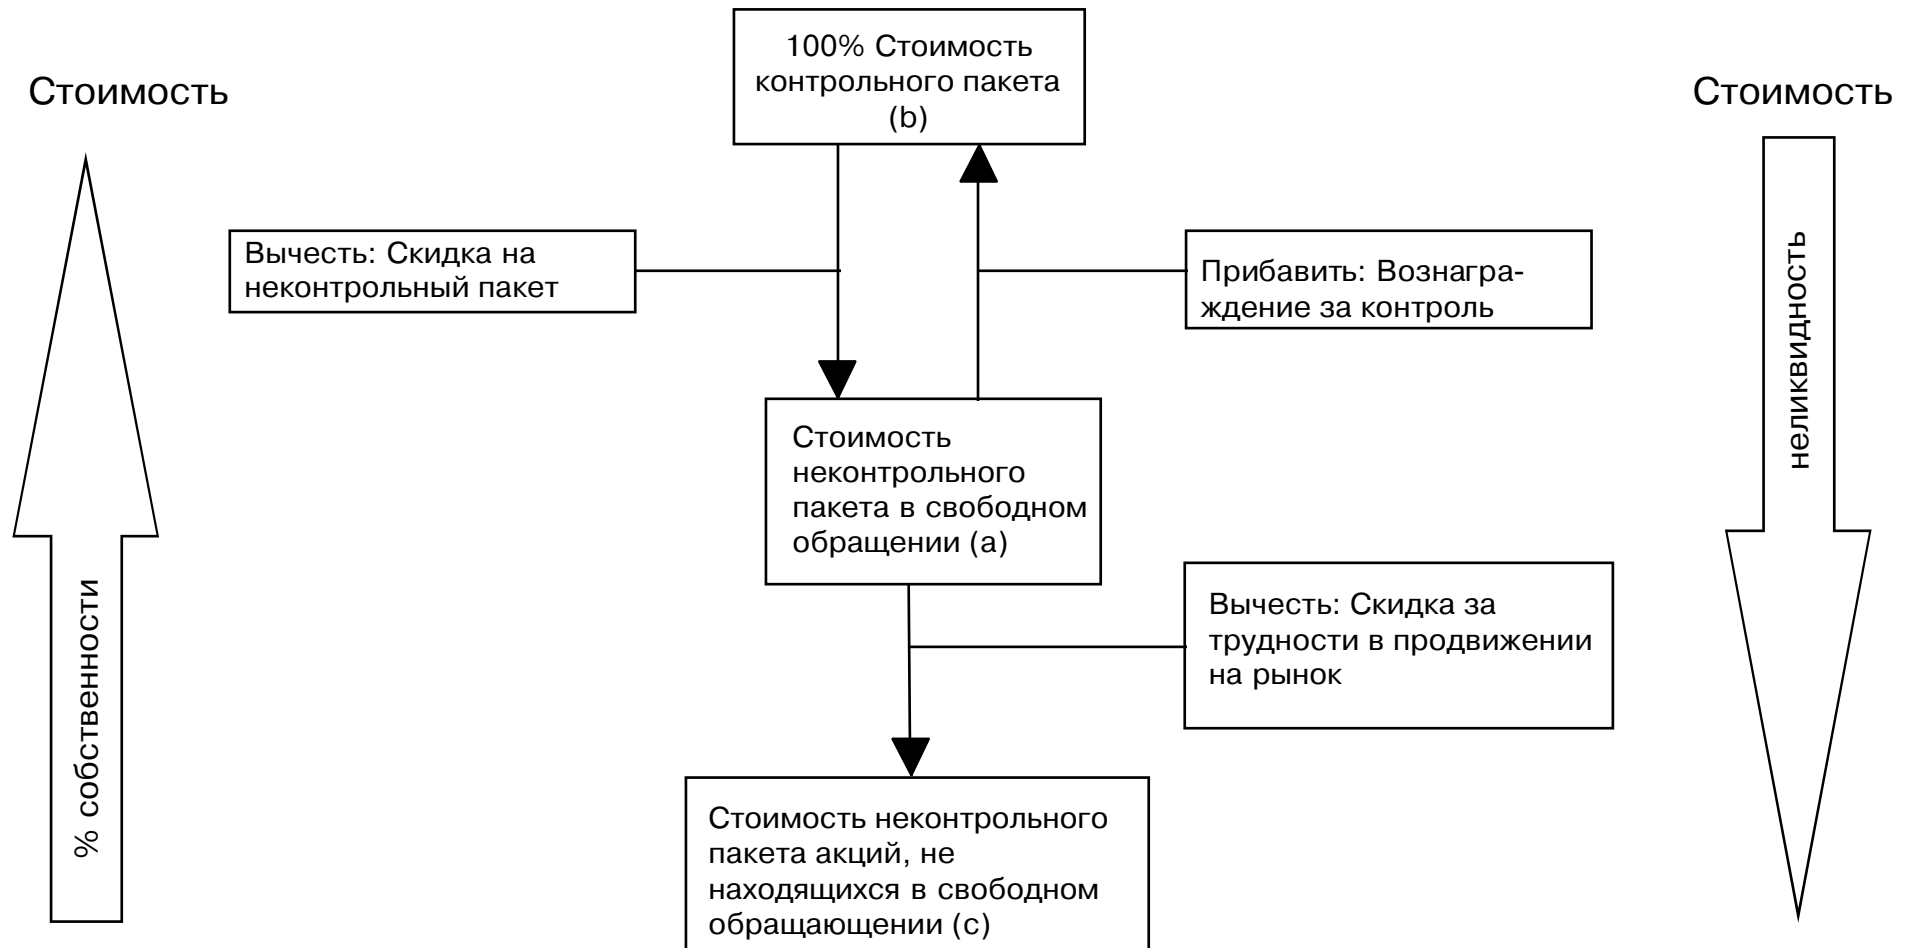 100% Стоимость
контрольного пакета
(b)
Стоимость
Стоимость
Вычесть: Скидка на
неконтрольный пакет
Прибавить: Вознагра-
ждение за контроль
неликвидность
Стоимость
неконтрольного
пакета в свободном
обращении (a)
% собственности
Вычесть: Скидка за
трудности в продвижении
на рынок
Стоимость неконтрольного
пакета акций, не
находящихся в свободном
обращающении (c)